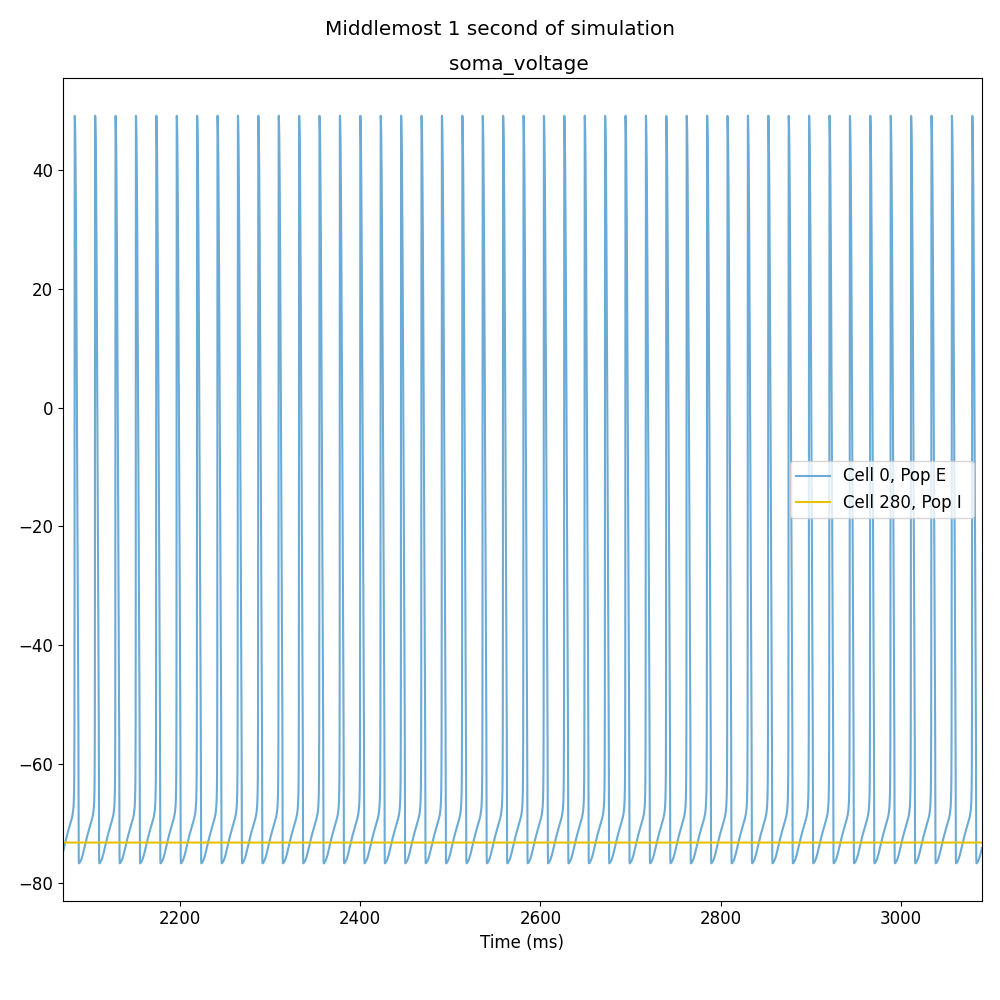 Middlemost 1 second of simulation
soma_voltage
40
20
0
−20
−40
−60
−80
Cell 0, Pop E
Cell 280, Pop I
2200 2400 2600 2800 3000
Time (ms)